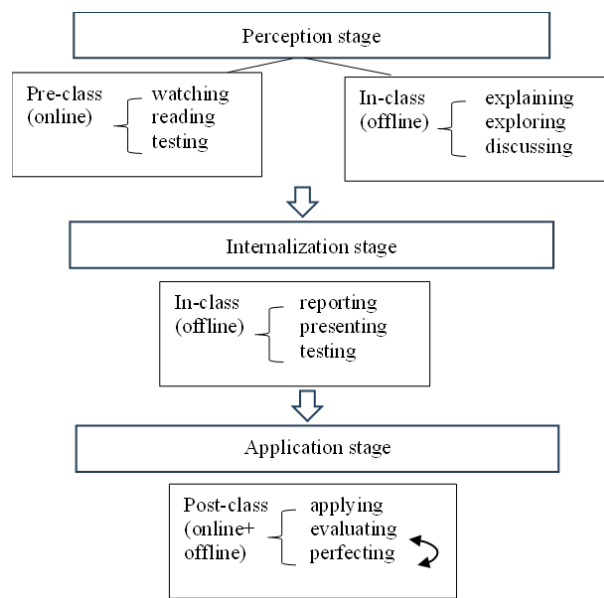 Perception stage
Pre-class watching
(online) reading
testing
In-class explaining
(offline) exploring
discussing
Internalization stage
In-class reporting
(offline) presenting
testing
Application stage
Post-class applying
(online+ evaluating
offline) perfecting